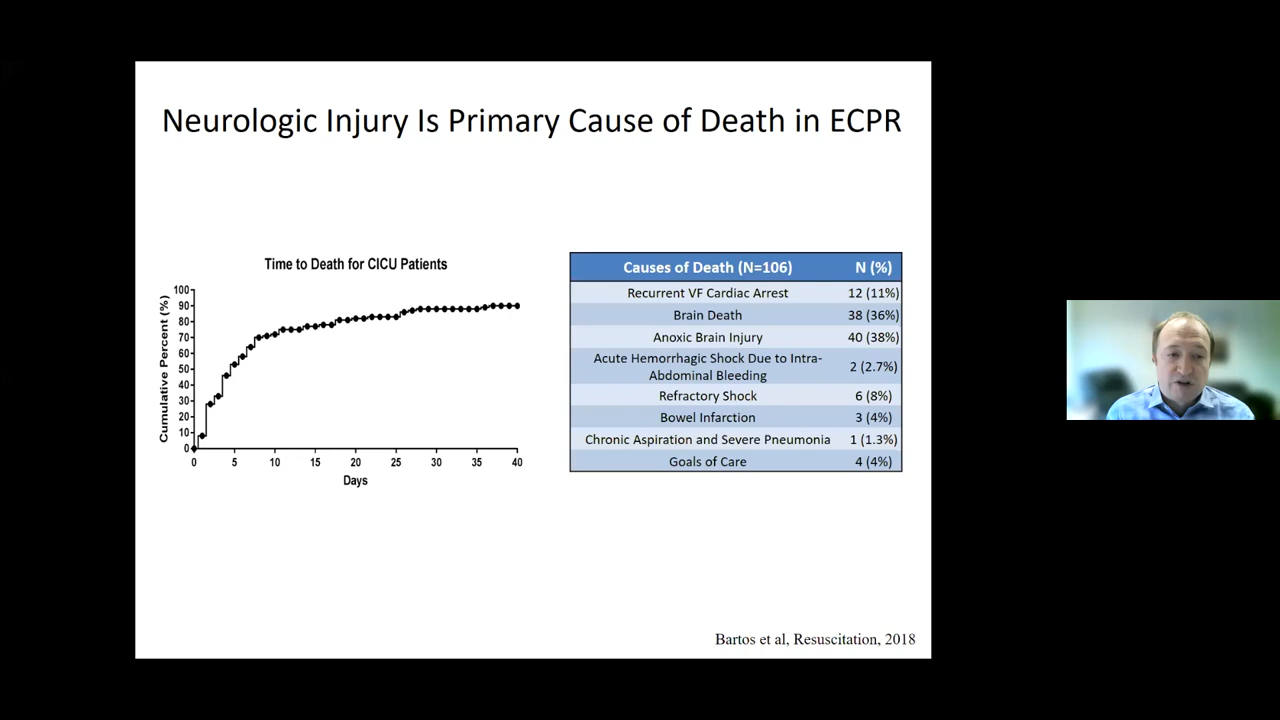 Neurologic Injury Is Primary Cause of Death in ECPR
Time to Death for CICU Patients
Cumulative Percent (%)
100
90
80
70
60
50
40
30
20
10
0
0 5 10 15 20 25 30 35 40
Days
Causes of Death (N=106) N (%)
Recurrent VF Cardiac Arrest 12 (11%)
Brain Death 38 (36%)
Anoxic Brain Injury 40 (38%)
Acute Hemorrhagic Shock Due to Intra-
Abdominal Bleeding 2 (2.7%)
Refractory Shock 6 (8%)
Bowel Infarction 3 (4%)
Chronic Aspiration and Severe Pneumonia 1 (1.3%)
Goals of Care 4 (4%)
Bartos et al, Resuscitation, 2018